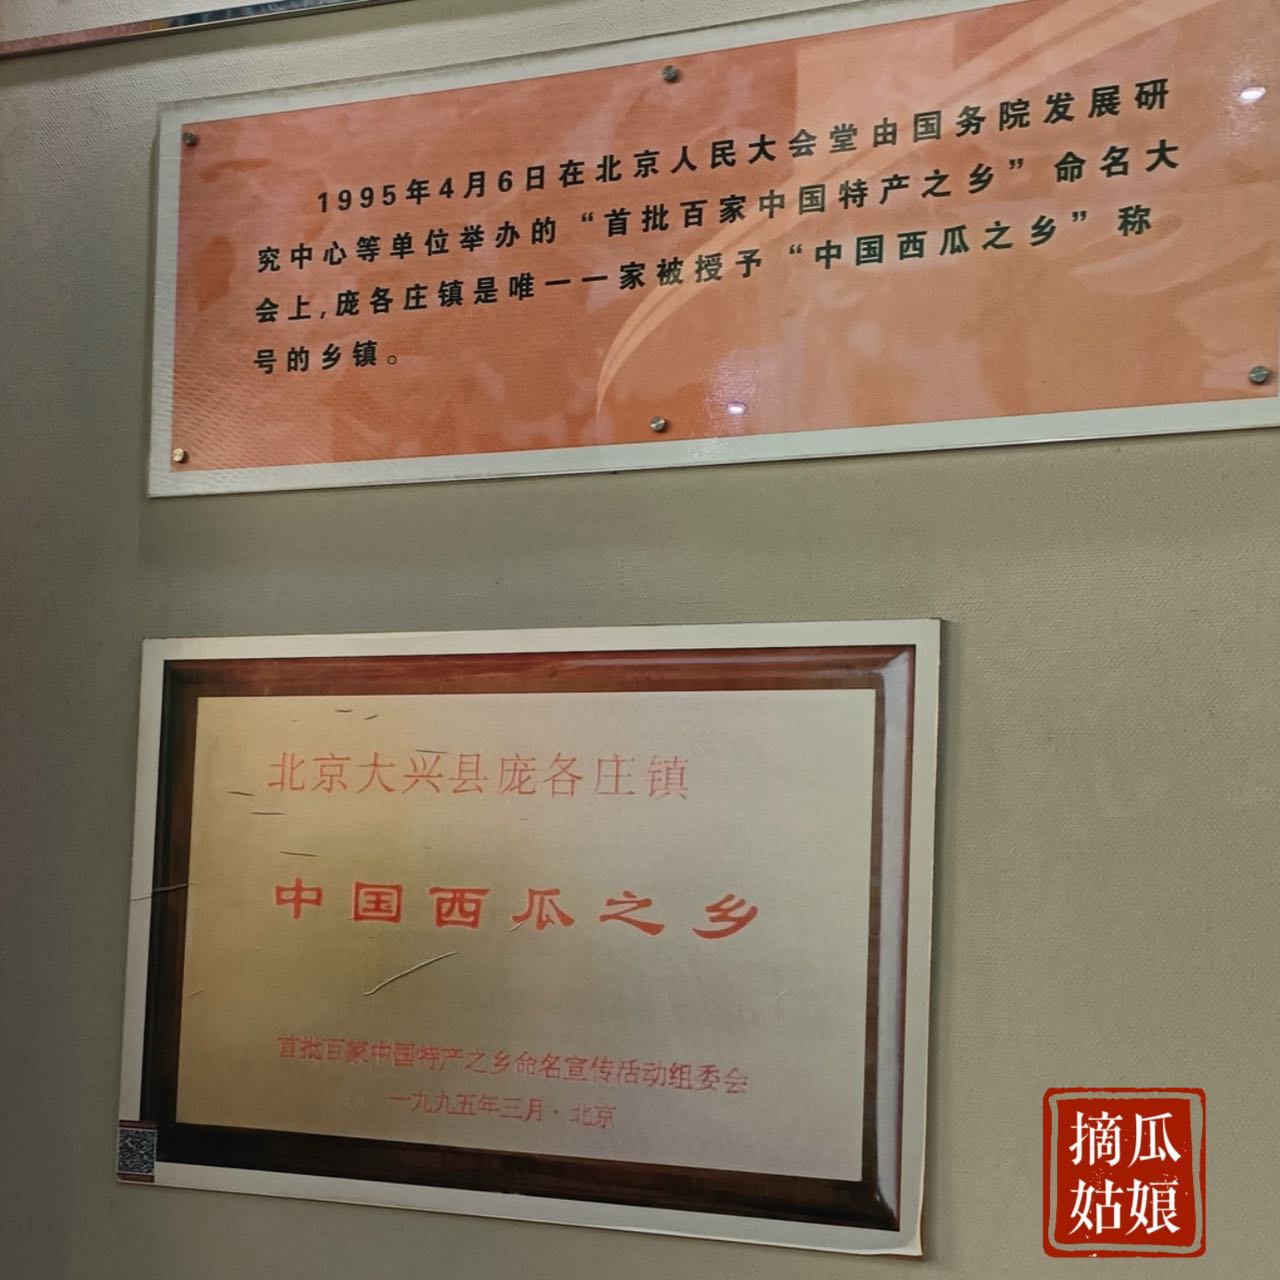 1995年4月6日在北京人民大会堂由国务院发展研
究中心等单位举办的“首批百家中国特产之乡”命名大
会上,庞各庄镇是唯一一家被授予“中国西瓜之乡”称
号的乡镇。
北京大兴县庞各庄镇
中国西瓜之乡
首批百家中国特产之乡命名宣传活动组委会
一九九五年三月·北京
摘瓜
姑娘